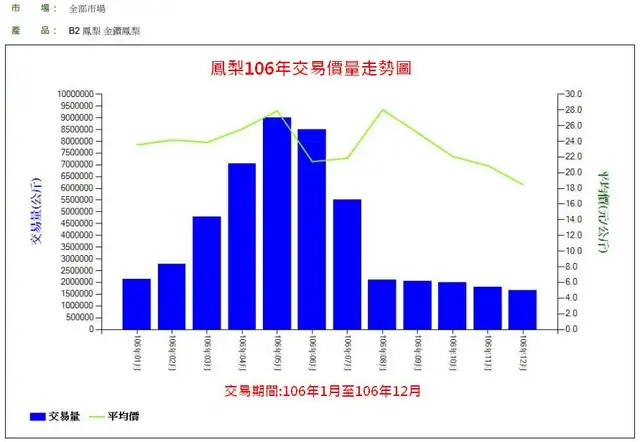 市 場： 全部市場
產 品： B2 鳳梨 金鑽鳳梨
鳳梨106年交易價量走勢圖
交易量(公斤)
10000000
9500000
9000000
8500000
8000000
7500000
7000000
6500000
6000000
5500000
5000000
4500000
4000000
3500000
3000000
2500000
2000000
1500000
1000000
500000
0
30.0
28.0
26.0
24.0
22.0
20.0
18.0
16.0
14.0
12.0
10.0
8.0
6.0
4.0
2.0
0.0
平均價(元/公斤)
106年01月
106年02月
106年03月
106年04月
106年05月
106年06月
106年07月
106年08月
106年09月
106年10月
106年11月
106年12月
交易期間:106年1月至106年12月
交易量 平均價